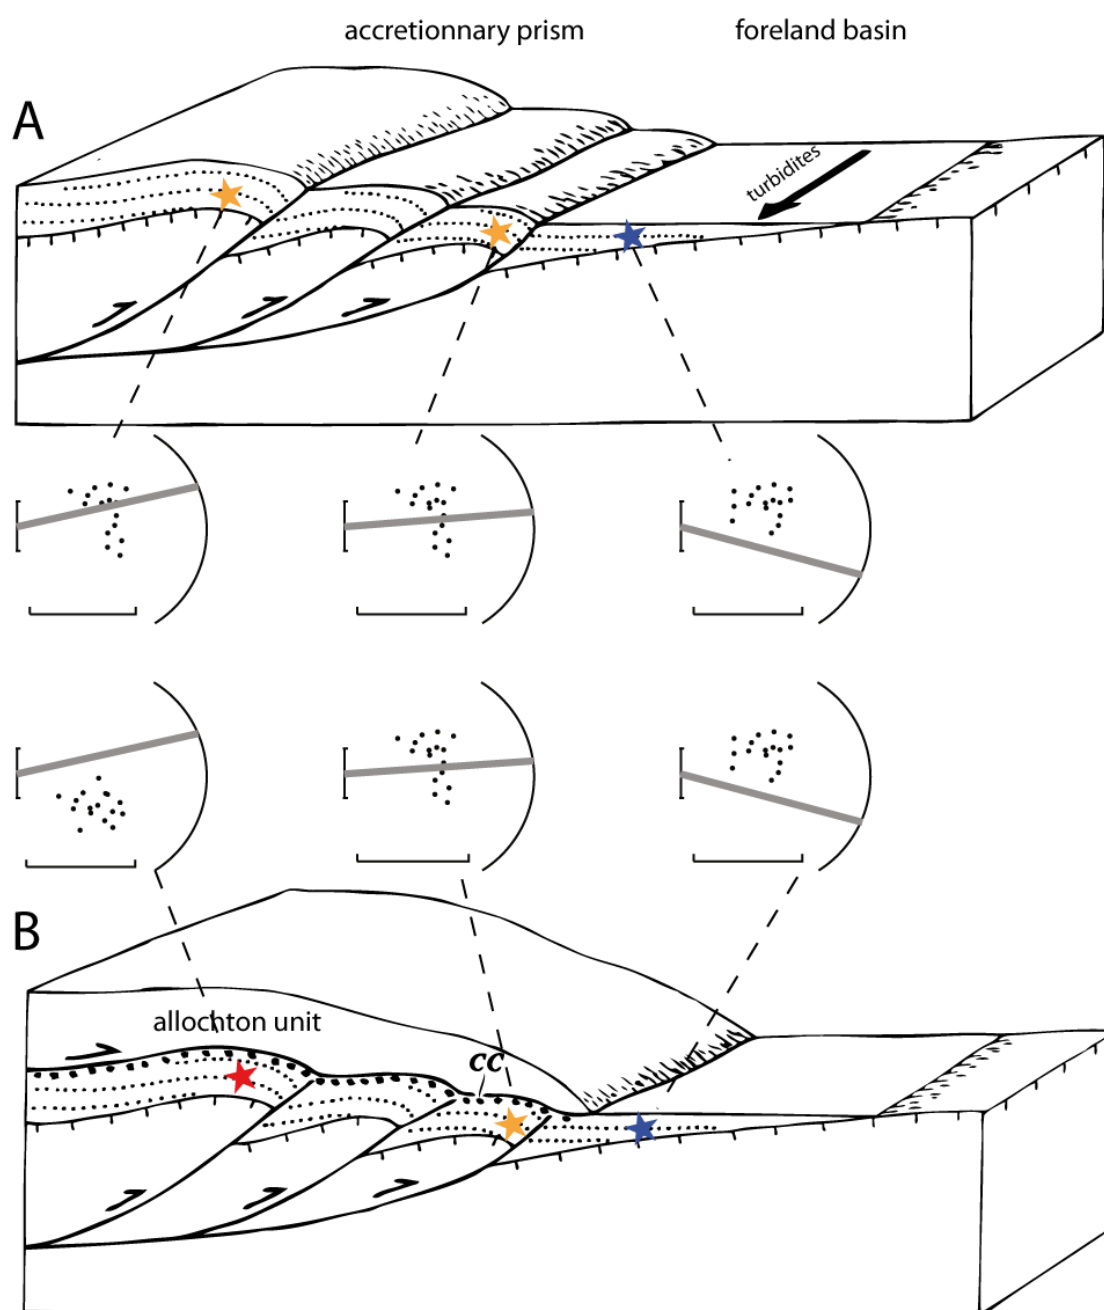 accretionnary prism
foreland basin
A
turbidites
B
allochton unit
cc